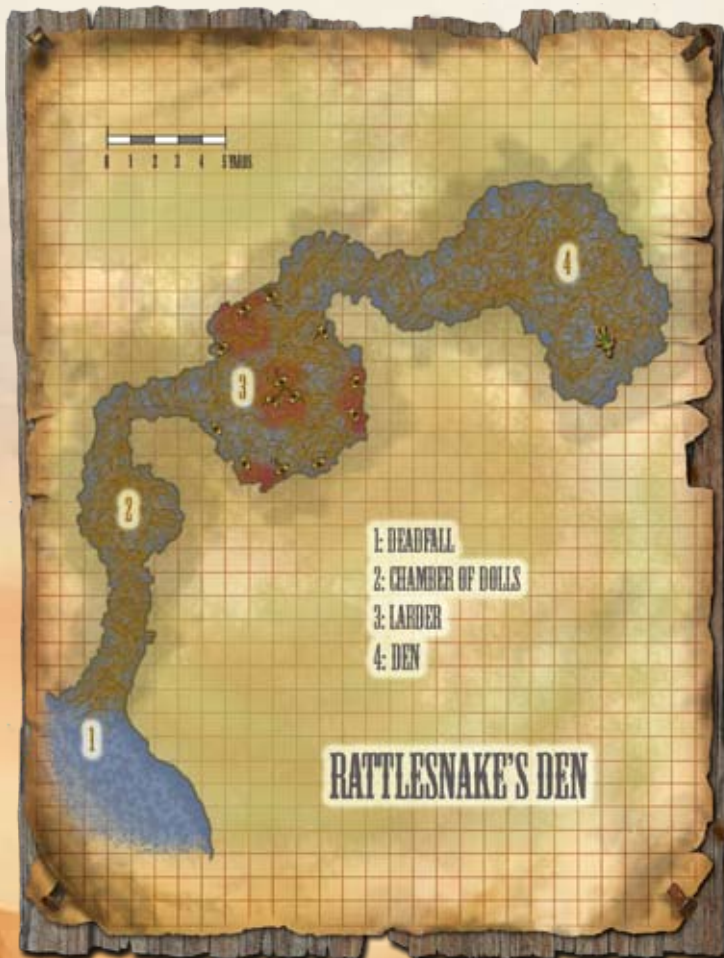 0 1 2 3 4 5 YARDS
4
3
2
1: DEADFALL
2: CHAMBER OF DOLLS
3: LARDER
4: DEN
1
RATTLESNAKE'S DEN